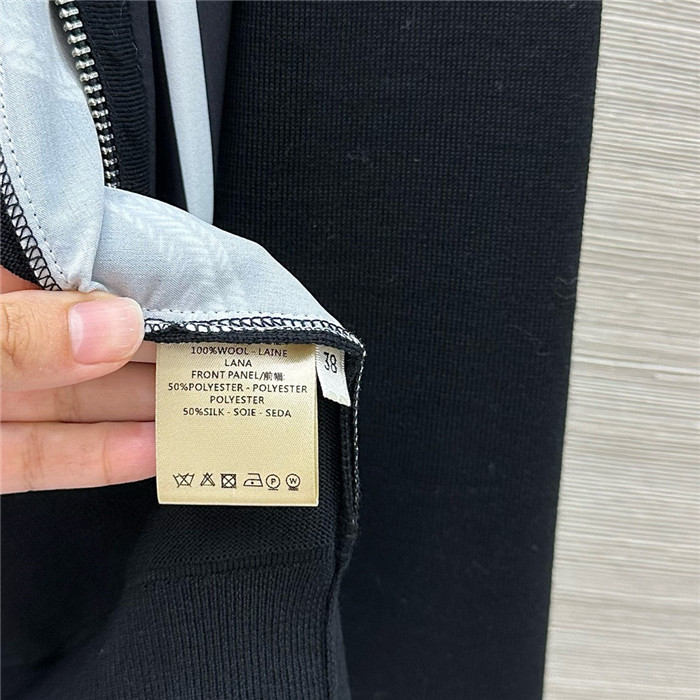 100%WOOL - LAINE
LANA
FRONT PANEL/前幅:
50%POLYESTER - POLYESTER
POLYESTER
50%SILK - SOIE - SEDA
P W
38